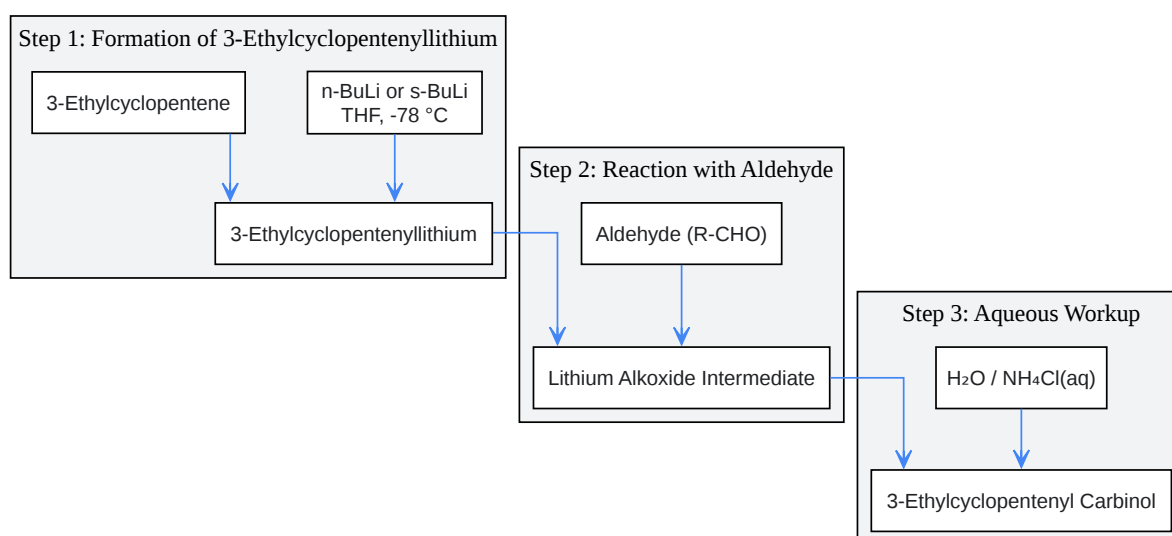 Step 1: Formation of 3-Ethylcyclopentenyllithium
3-Ethylcyclopentene
n-BuLi or s-BuLi
THF, -78 °C
3-Ethylcyclopentenyllithium
Step 2: Reaction with Aldehyde
Aldehyde (R-CHO)
Lithium Alkoxide Intermediate
Step 3: Aqueous Workup
H₂O / NH₄Cl(aq)
3-Ethylcyclopentenyl Carbinol